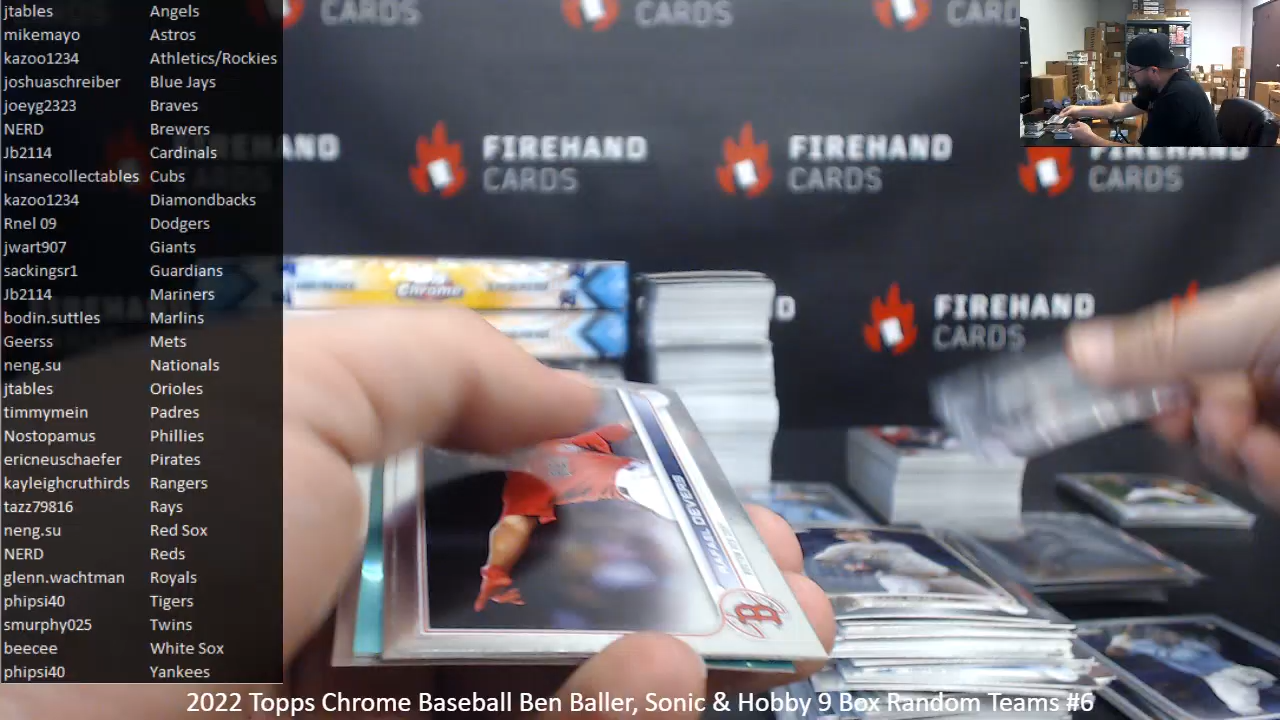 jtables Angels
mikemayo Astros
kazoo1234 Athletics/Rockies
joshuaschreiber Blue Jays
joeyg2323 Braves
NERD Brewers
Jb2114 Cardinals
insanecollectables Cubs
kazoo1234 Diamondbacks
Rnel 09 Dodgers
jwart907 Giants
sackingsr1 Guardians
Jb2114 Mariners
bodin.suttles Marlins
Geerss Mets
neng.su Nationals
jtables Orioles
timmymein Padres
Nostopamus Phillies
ericneuschaefer Pirates
kayleighcruthirds Rangers
tazz79816 Rays
neng.su Red Sox
NERD Reds
glenn.wachtman Royals
phipsi40 Tigers
smurphy025 Twins
beecee White Sox
phipsi40 Yankees
CARDS
CARDS
CARD
FIREHAND
CARDS
FIREHAND
CARDS
CARDS
FIREHAND
CARDS
Chrome
RAFAEL DEVERS
B
2022 Topps Chrome Baseball Ben Baller, Sonic & Hobby 9 Box Random Teams #6